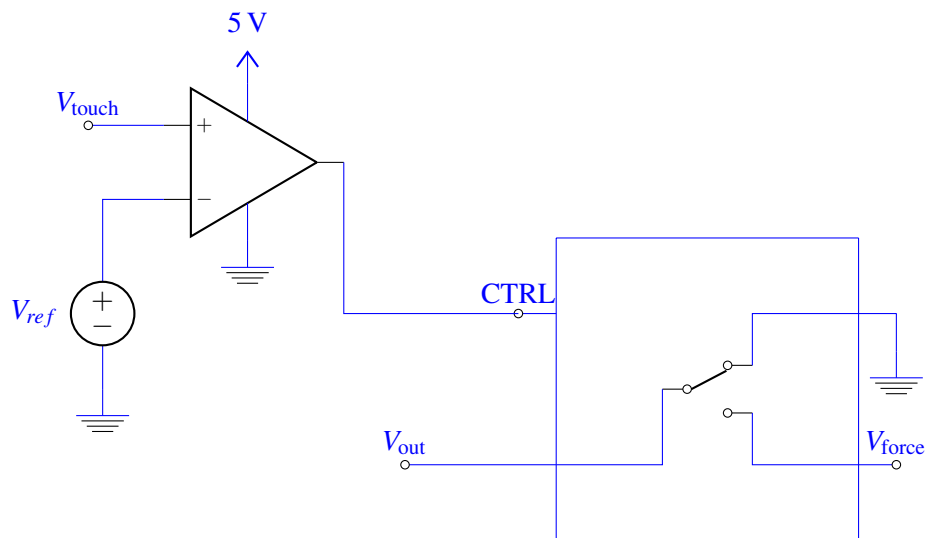 5 V
V_touch
+
−
V_ref
+
−
CTRL
V_out
V_force